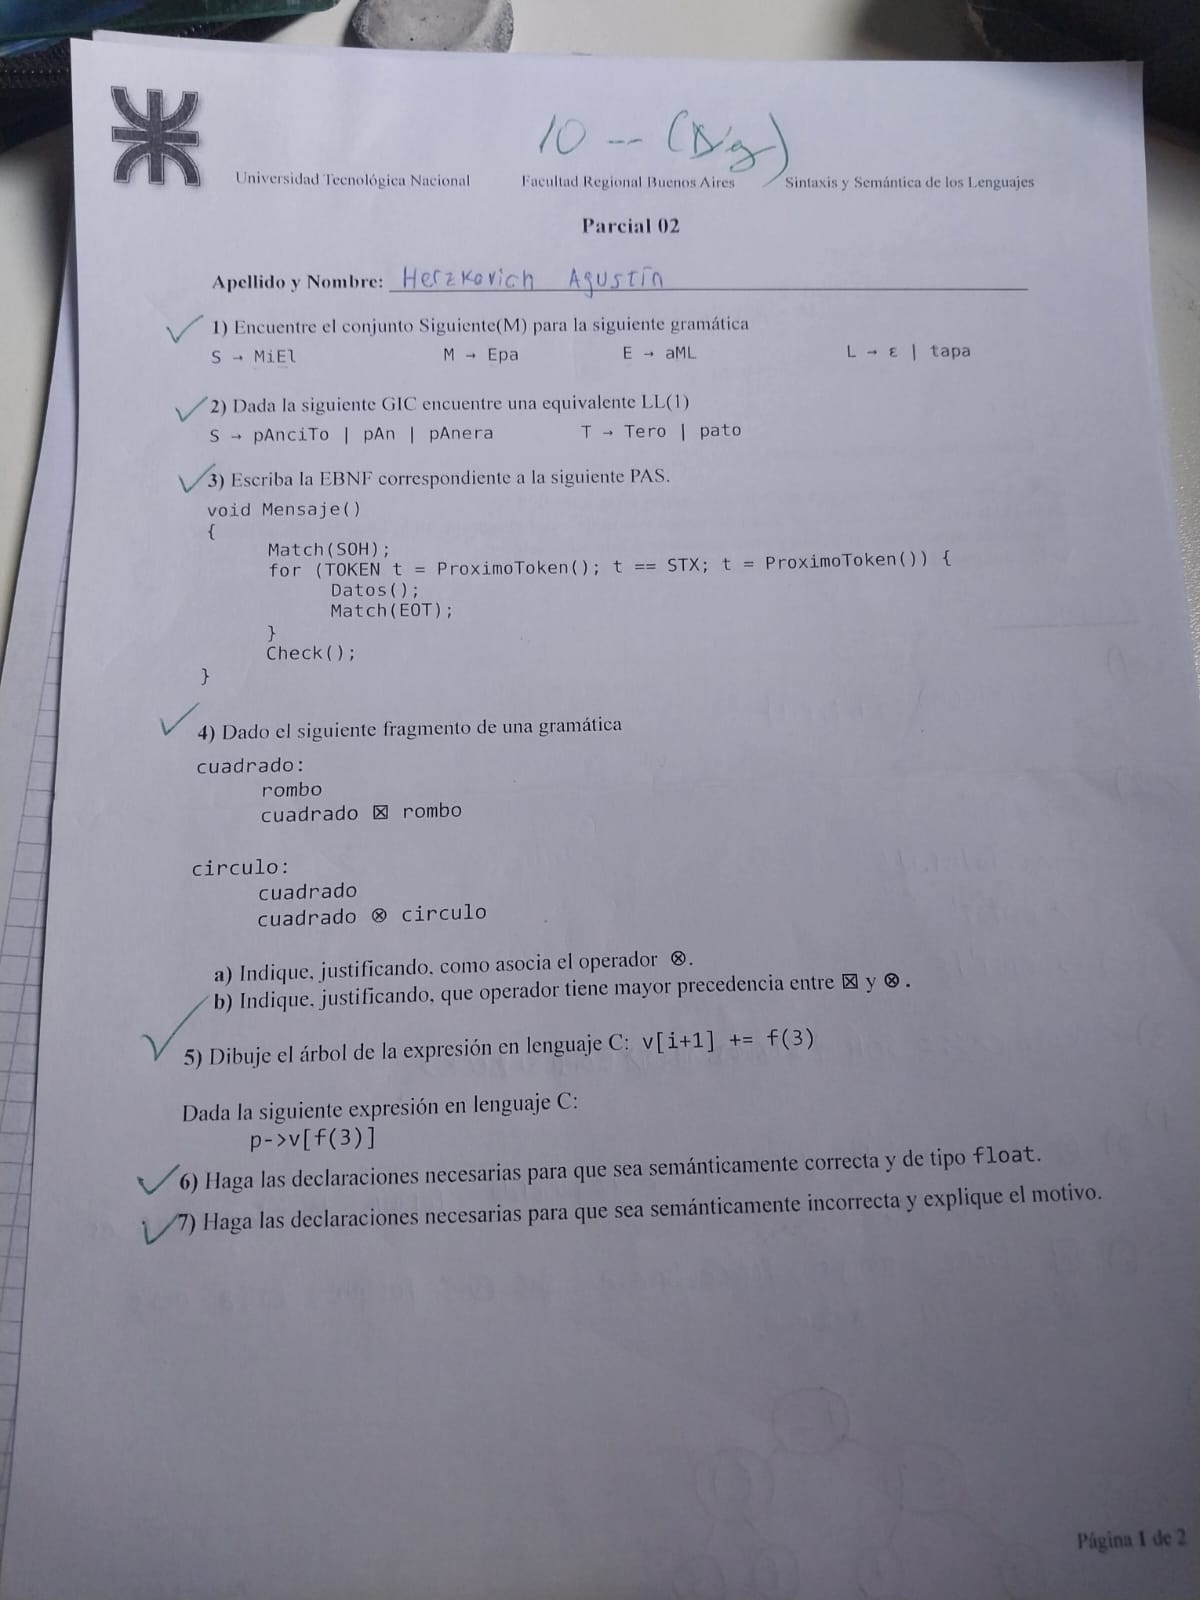 10 -- (Diez)
Universidad Tecnológica Nacional Facultad Regional Buenos Aires Sintaxis y Semántica de los Lenguajes
Parcial 02
Apellido y Nombre: Herzkovich Agustín
1) Encuentre el conjunto Siguiente(M) para la siguiente gramática
S → MiEl M → Epa E → aML L → ε | tapa
2) Dada la siguiente GIC encuentre una equivalente LL(1)
S → pAnciTo | pAn | pAnera T → Tero | pato
3) Escriba la EBNF correspondiente a la siguiente PAS.
void Mensaje()
{
Match(SOH);
for (TOKEN t = ProximoToken(); t == STX; t = ProximoToken()) {
Datos();
Match(EOT);
}
Check();
}
4) Dado el siguiente fragmento de una gramática
cuadrado:
rombo
cuadrado ⊠ rombo
circulo:
cuadrado
cuadrado ⊗ circulo
a) Indique, justificando, como asocia el operador ⊗.
b) Indique, justificando, que operador tiene mayor precedencia entre ⊠ y ⊗.
5) Dibuje el árbol de la expresión en lenguaje C: v[i+1] += f(3)
Dada la siguiente expresión en lenguaje C:
p->v[f(3)]
6) Haga las declaraciones necesarias para que sea semánticamente correcta y de tipo float.
7) Haga las declaraciones necesarias para que sea semánticamente incorrecta y explique el motivo.
Página 1 de 2